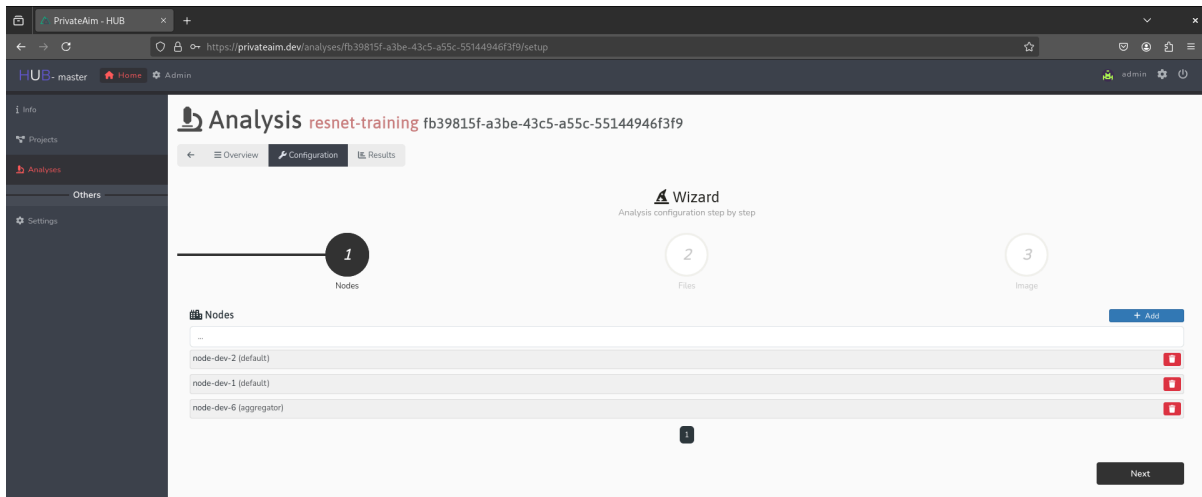 PrivateAim - HUB
https://privateaim.dev/analyses/fb39815f-a3be-43c5-a55c-55144946f3f9/setup
HUB- master Home Admin admin
Info
Projects
Analyses
Others
Settings
Analysis resnet-training fb39815f-a3be-43c5-a55c-55144946f3f9
Overview Configuration Results
Wizard
Analysis configuration step by step
1 2 3
Nodes Files Image
Nodes + Add
...
node-dev-2 (default)
node-dev-1 (default)
node-dev-6 (aggregator)
1
Next